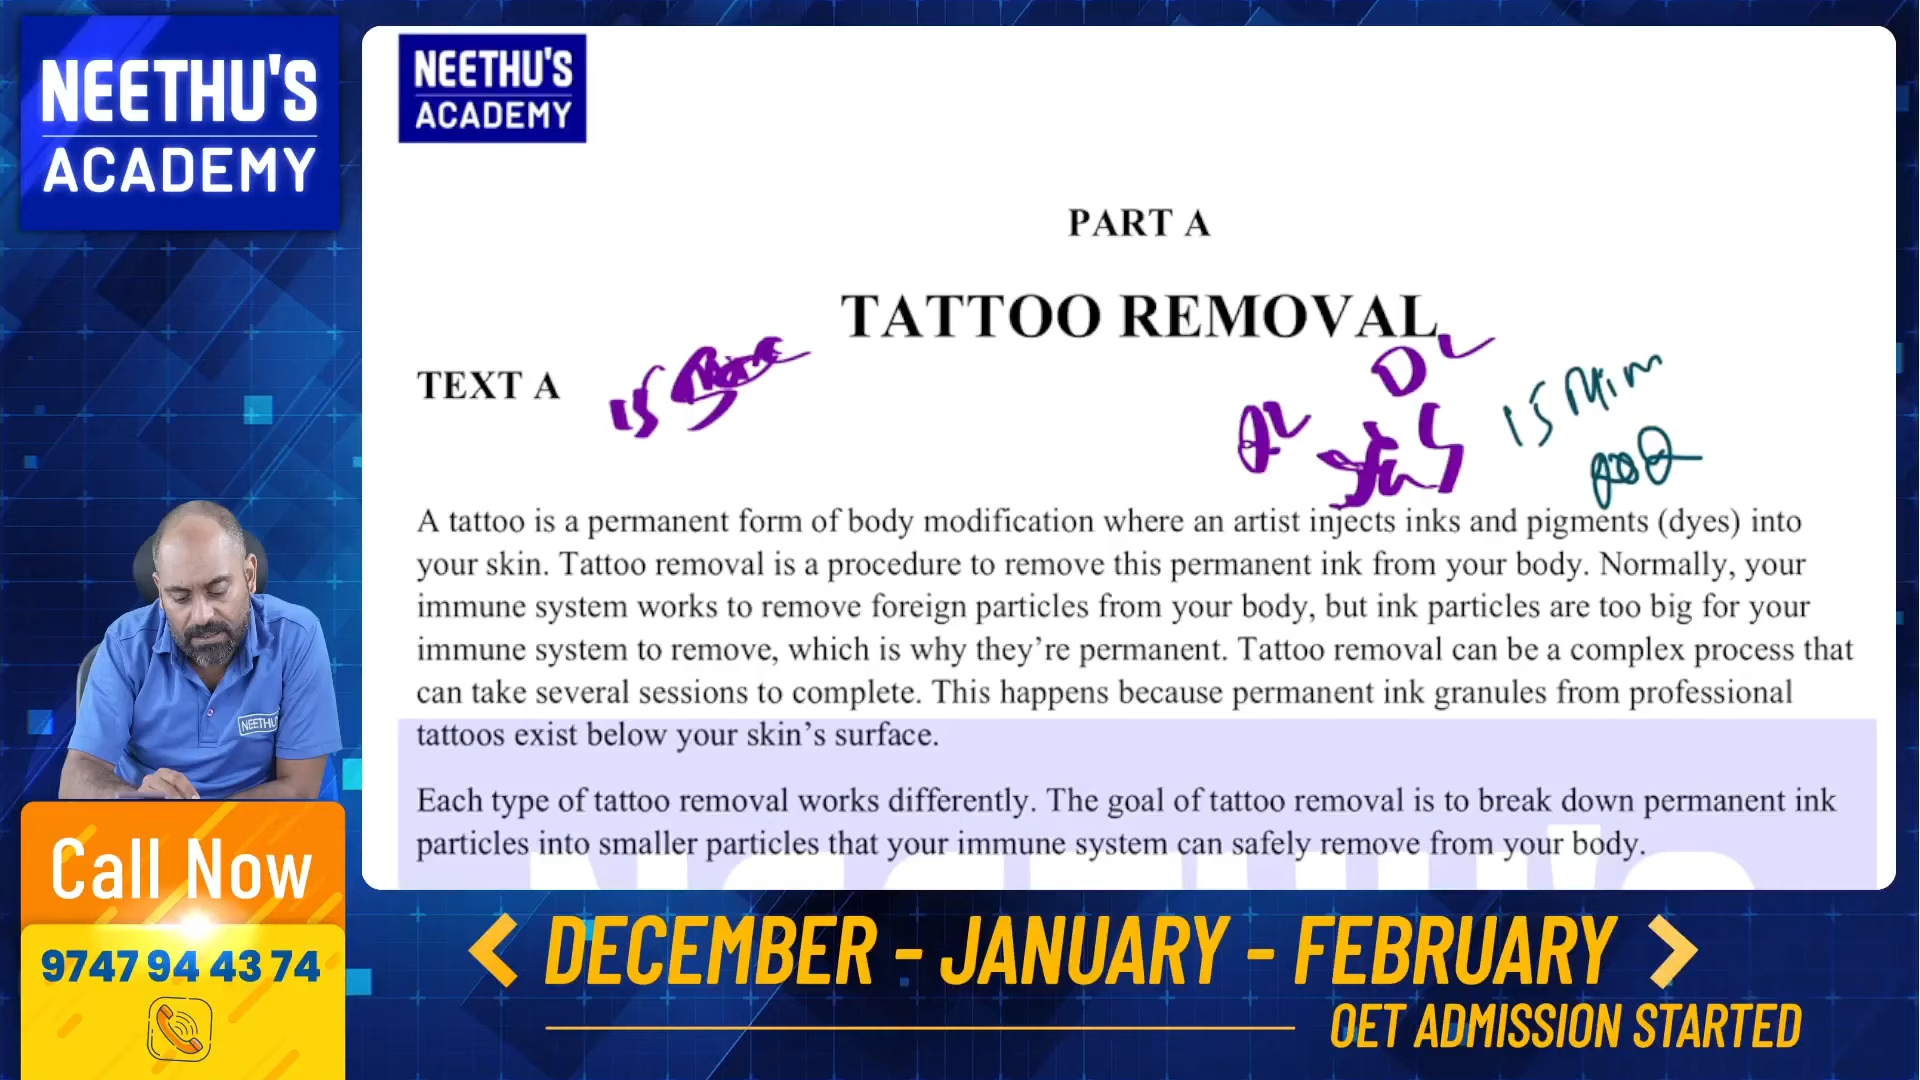 NEETHU'S
ACADEMY
NEETHU'S
ACADEMY
PART A
TATTOO REMOVAL
TEXT A
15
15 Min
A tattoo is a permanent form of body modification where an artist injects inks and pigments (dyes) into
your skin. Tattoo removal is a procedure to remove this permanent ink from your body. Normally, your
immune system works to remove foreign particles from your body, but ink particles are too big for your
immune system to remove, which is why they're permanent. Tattoo removal can be a complex process that
can take several sessions to complete. This happens because permanent ink granules from professional
tattoos exist below your skin's surface.
Each type of tattoo removal works differently. The goal of tattoo removal is to break down permanent ink
particles into smaller particles that your immune system can safely remove from your body.
NEETHU'
Call Now
9747 94 43 74
DECEMBER - JANUARY - FEBRUARY
OET ADMISSION STARTED